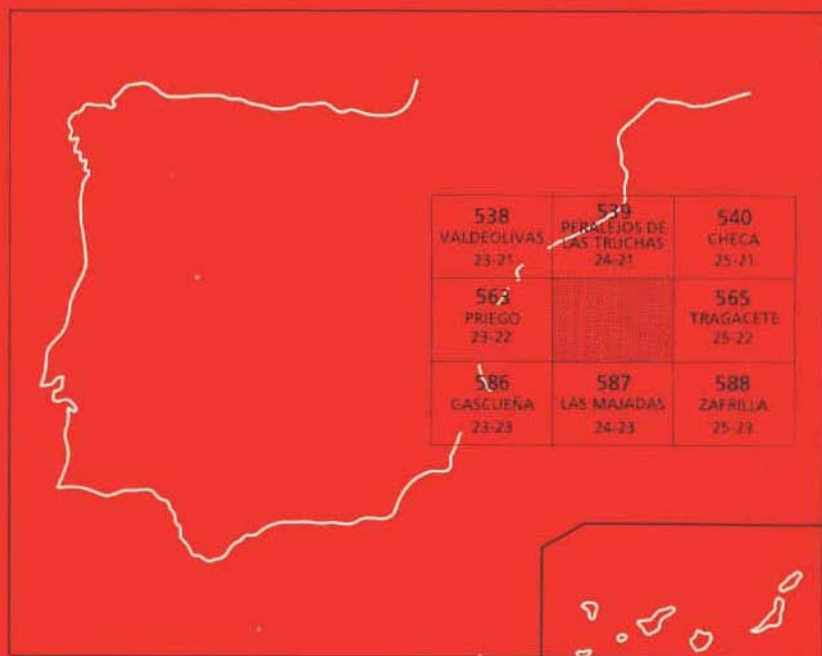 538
VALDEOLIVAS
23-21
539
PERALEJOS DE
LAS TRUCHAS
24-21
540
CHECA
25-21
563
PRIEGO
23-22
565
TRAGACETE
25-22
586
GASCUEÑA
23-23
587
LAS MAJADAS
24-23
588
ZAFRILLA
25-23